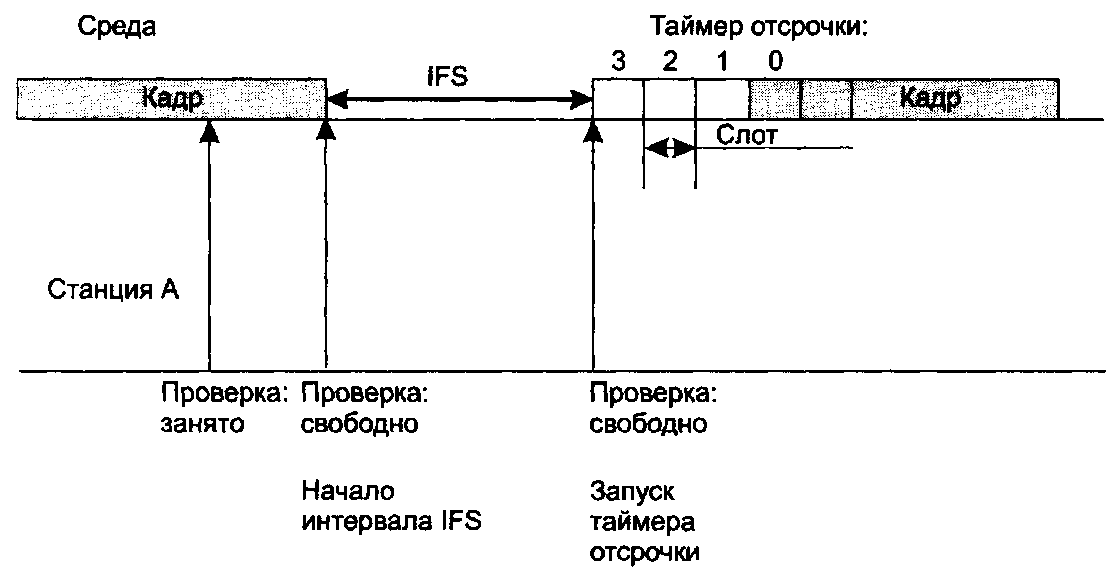 Среда
Таймер отсрочки:
3 2 1 0
Кадр
IFS
Кадр
Слот
Станция А
Проверка:
занято
Проверка:
свободно
Проверка:
свободно
Начало
интервала IFS
Запуск
таймера
отсрочки